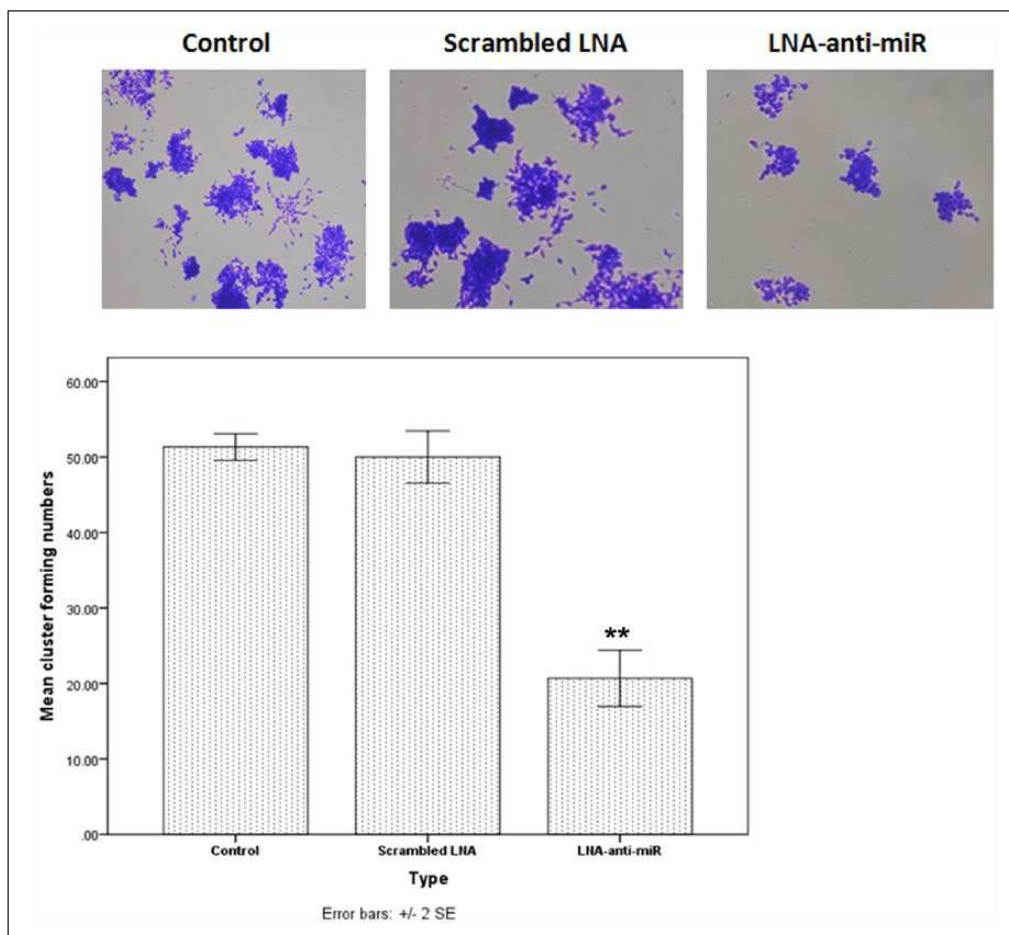 Control Scrambled LNA LNA-anti-miR
Mean cluster forming numbers
60.00
50.00
40.00
30.00
20.00
10.00
.00
**
Control Scrambled LNA LNA-anti-miR
Type
Error bars: +/- 2 SE